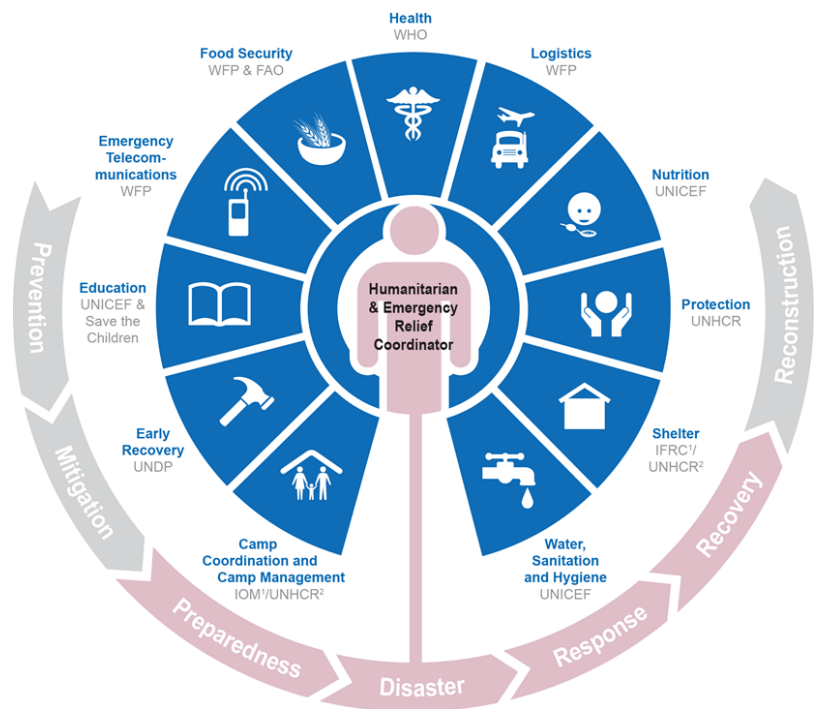 Health
WHO
Logistics
WFP
Nutrition
UNICEF
Protection
UNHCR
Shelter
IFRC¹/
UNHCR²
Water,
Sanitation
and Hygiene
UNICEF
Camp
Coordination and
Camp Management
IOM¹/UNHCR²
Early
Recovery
UNDP
Education
UNICEF &
Save the
Children
Emergency
Telecom-
munications
WFP
Food Security
WFP & FAO
Humanitarian
& Emergency
Relief
Coordinator
Prevention
Mitigation
Preparedness
Disaster
Response
Recovery
Reconstruction